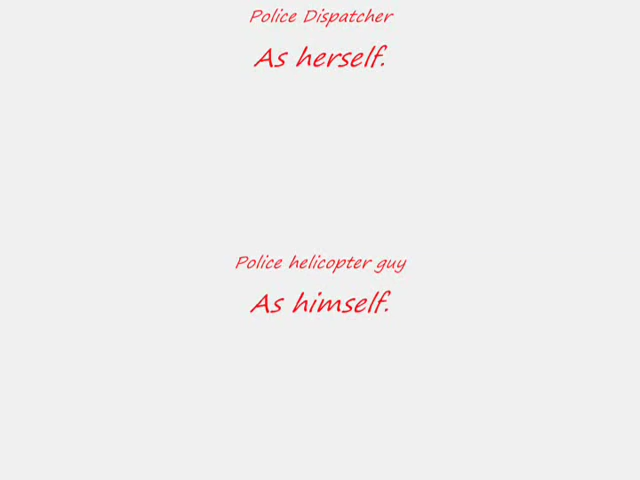 Police Dispatcher
As herself.
Police helicopter guy
As himself.